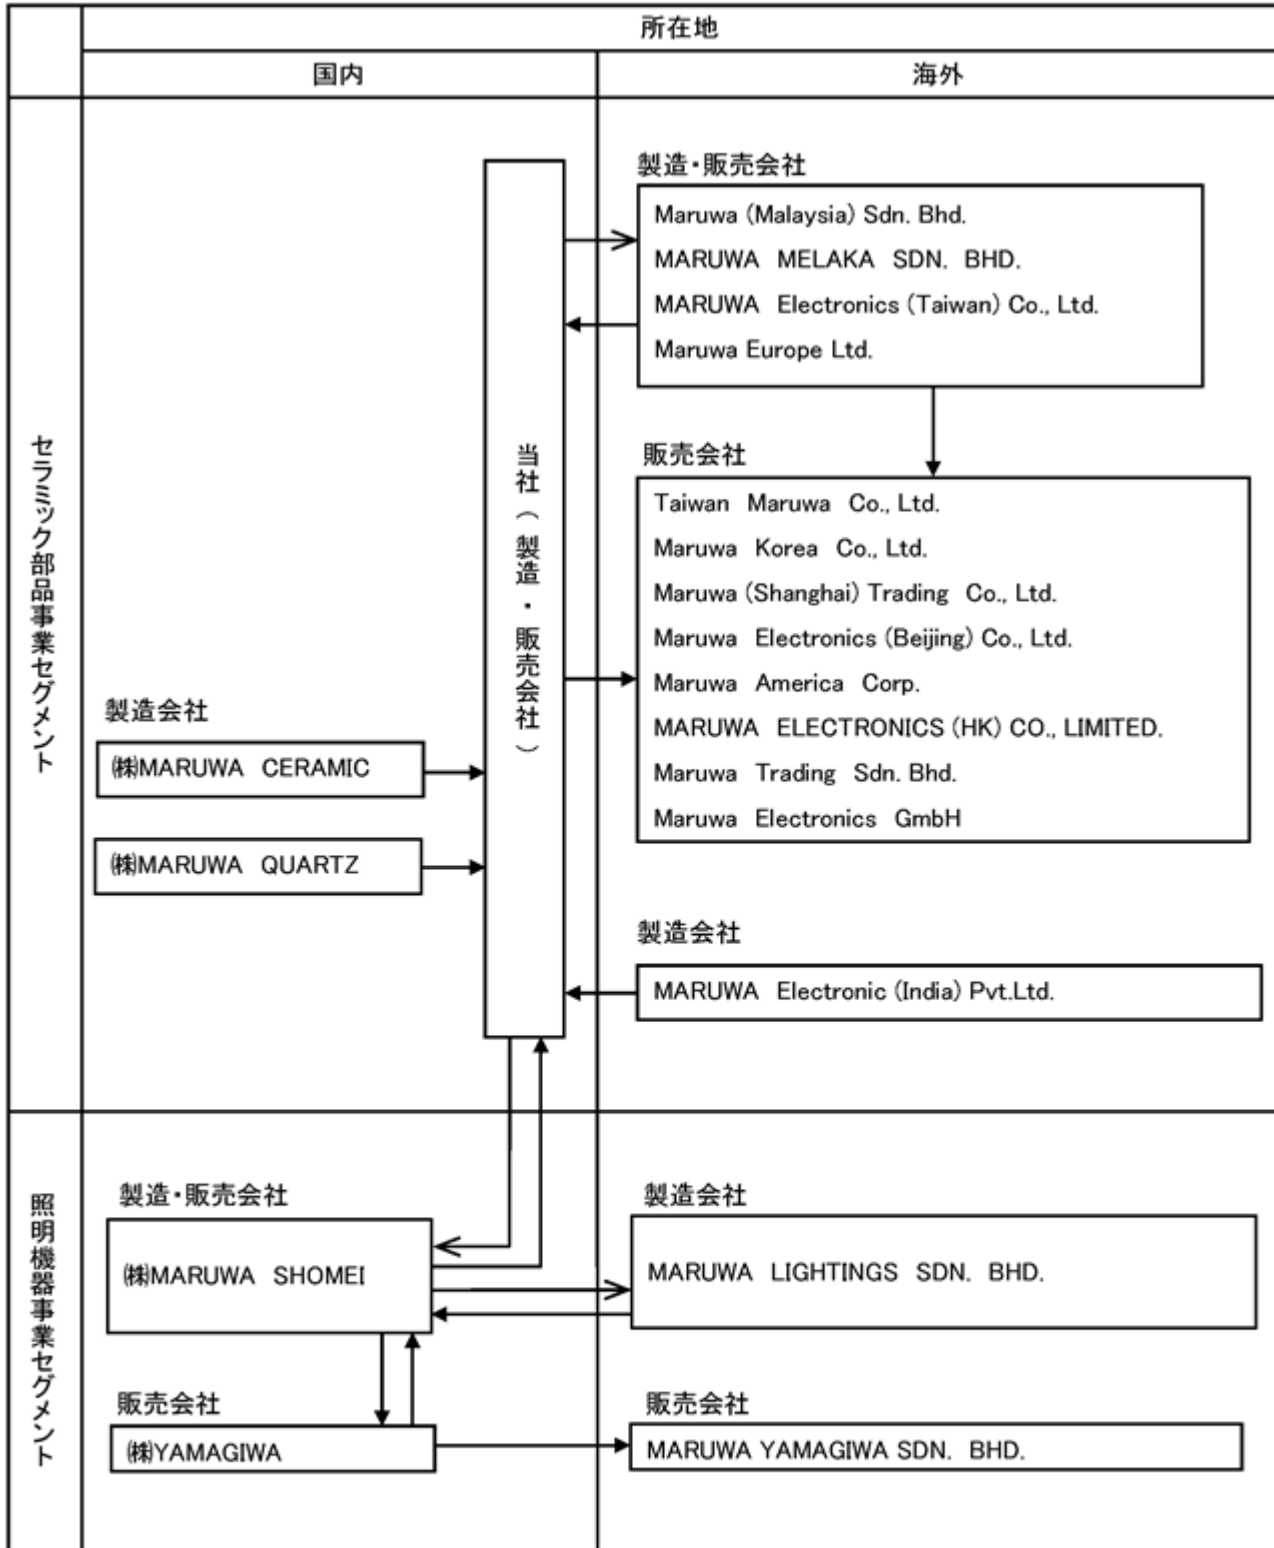 所在地
国内
海外
セラミック部品事業セグメント
当社(製造・販売会社)
製造・販売会社
Maruwa (Malaysia) Sdn. Bhd.
MARUWA MELAKA SDN. BHD.
MARUWA Electronics (Taiwan) Co., Ltd.
Maruwa Europe Ltd.
販売会社
Taiwan Maruwa Co., Ltd.
Maruwa Korea Co., Ltd.
Maruwa (Shanghai) Trading Co., Ltd.
Maruwa Electronics (Beijing) Co., Ltd.
Maruwa America Corp.
MARUWA ELECTRONICS (HK) CO., LIMITED.
Maruwa Trading Sdn. Bhd.
Maruwa Electronics GmbH
製造会社
㈱MARUWA CERAMIC
㈱MARUWA QUARTZ
製造会社
MARUWA Electronic (India) Pvt.Ltd.
照明機器事業セグメント
製造・販売会社
㈱MARUWA SHOMEI
製造会社
MARUWA LIGHTINGS SDN. BHD.
販売会社
㈱YAMAGIWA
販売会社
MARUWA YAMAGIWA SDN. BHD.